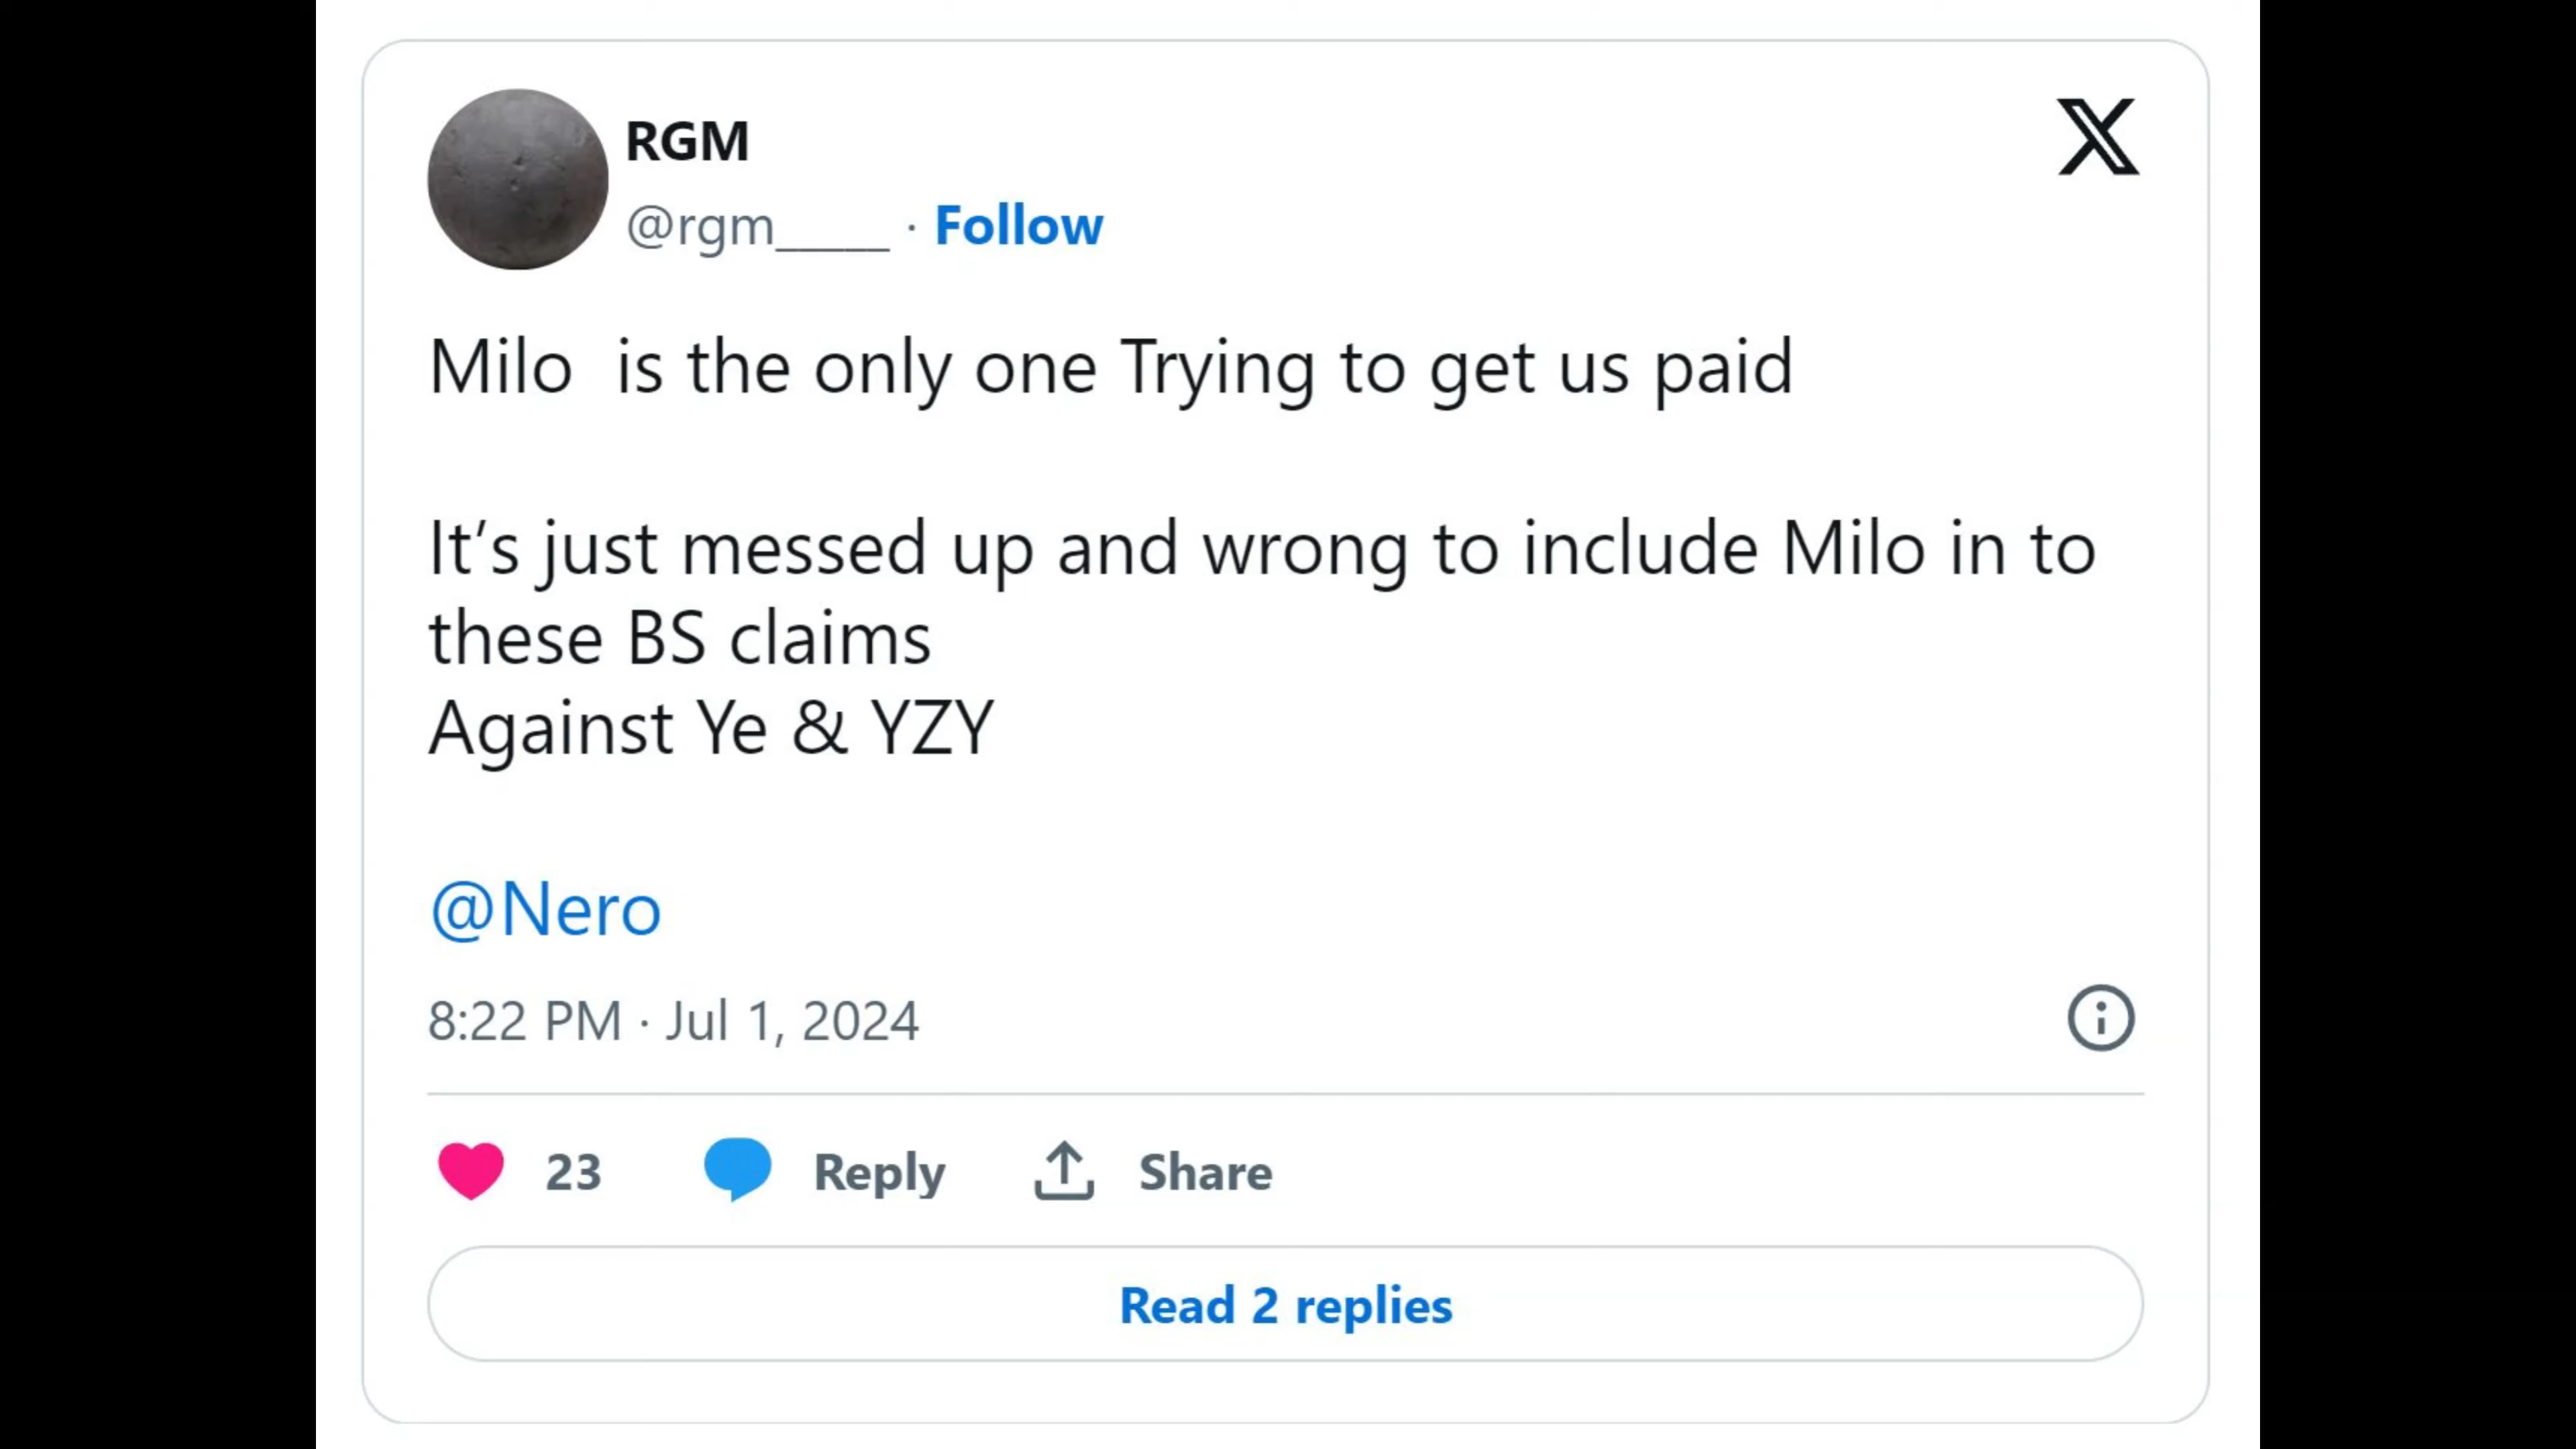 RGM
@rgm_____ · Follow
Milo  is the only one Trying to get us paid
It’s just messed up and wrong to include Milo in to
these BS claims
Against Ye & YZY
@Nero
8:22 PM · Jul 1, 2024
23 Reply Share
Read 2 replies